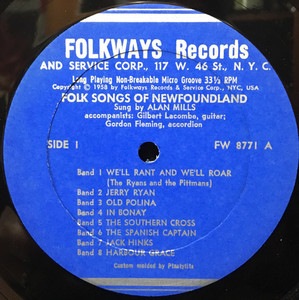 FOLKWAYS Records
AND SERVICE CORP., 117 W. 46 St., N. Y. C.
Long Playing Non-Breakable Micro Groove 33⅓ RPM
Copyright © 1958 by Folkways Records & Service Corp., NYC, USA
FOLK SONGS OF NEWFOUNDLAND
Sung by ALAN MILLS
accompanists: Gilbert Lacombe, guitar;
Gordon Fleming, accordion
SIDE I FW 8771 A
Band 1 WE'LL RANT AND WE'LL ROAR
(The Ryans and the Pittmans)
Band 2 JERRY RYAN
Band 3 OLD POLINA
Band 4 IN BONAY
Band 5 THE SOUTHERN CROSS
Band 6 THE SPANISH CAPTAIN
Band 7 JACK HINKS
Band 8 HARBOUR GRACE
Custom molded by Plastylite